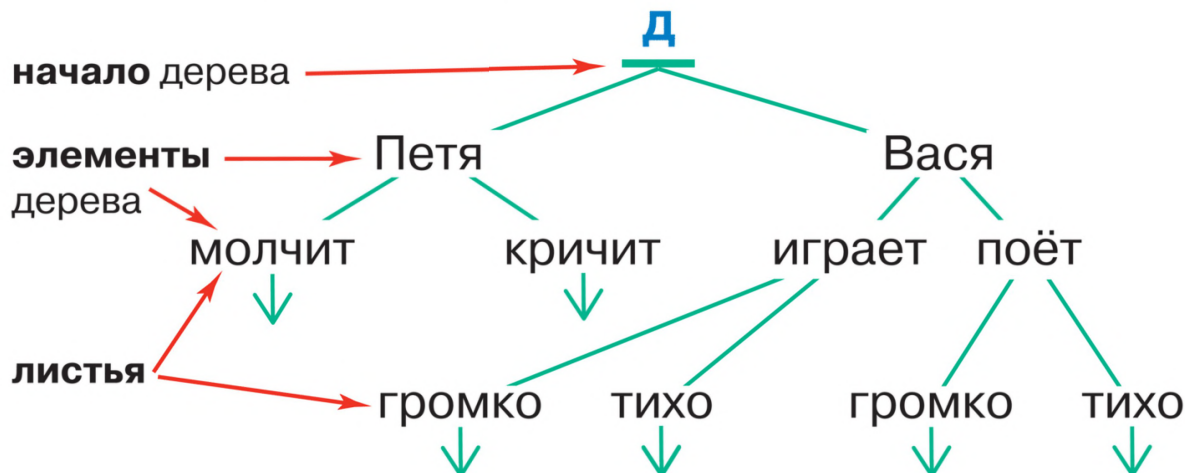 Д
начало дерева
элементы
дерева
Петя
Вася
молчит
кричит
играет
поёт
листья
громко
тихо
громко
тихо